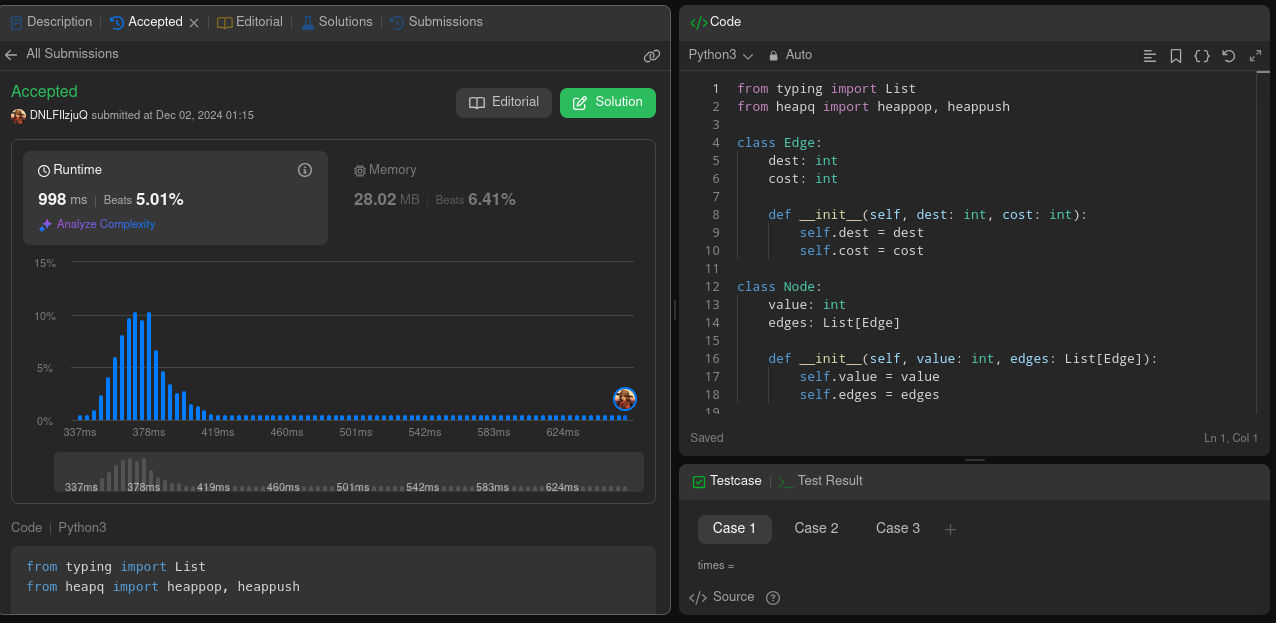 Description | Accepted × | Editorial | Solutions | Submissions
All Submissions
Accepted
DNLFIlzjuQ submitted at Dec 02, 2024 01:15
Editorial
Solution
Runtime
998 ms | Beats 5.01%
Analyze Complexity
Memory
28.02 MB | Beats 6.41%
15%
10%
5%
0%
337ms 378ms 419ms 460ms 501ms 542ms 583ms 624ms
337ms 378ms 419ms 460ms 501ms 542ms 583ms 624ms
Code | Python3
from typing import List
from heapq import heappop, heappush
</> Code
Python3 Auto
1 from typing import List
2 from heapq import heappop, heappush
3
4 class Edge:
5 dest: int
6 cost: int
7
8 def __init__(self, dest: int, cost: int):
9 self.dest = dest
10 self.cost = cost
11
12 class Node:
13 value: int
14 edges: List[Edge]
15
16 def __init__(self, value: int, edges: List[Edge]):
17 self.value = value
18 self.edges = edges
19
Saved
Ln 1, Col 1
Testcase | >_ Test Result
Case 1 Case 2 Case 3 +
times =
</> Source ?